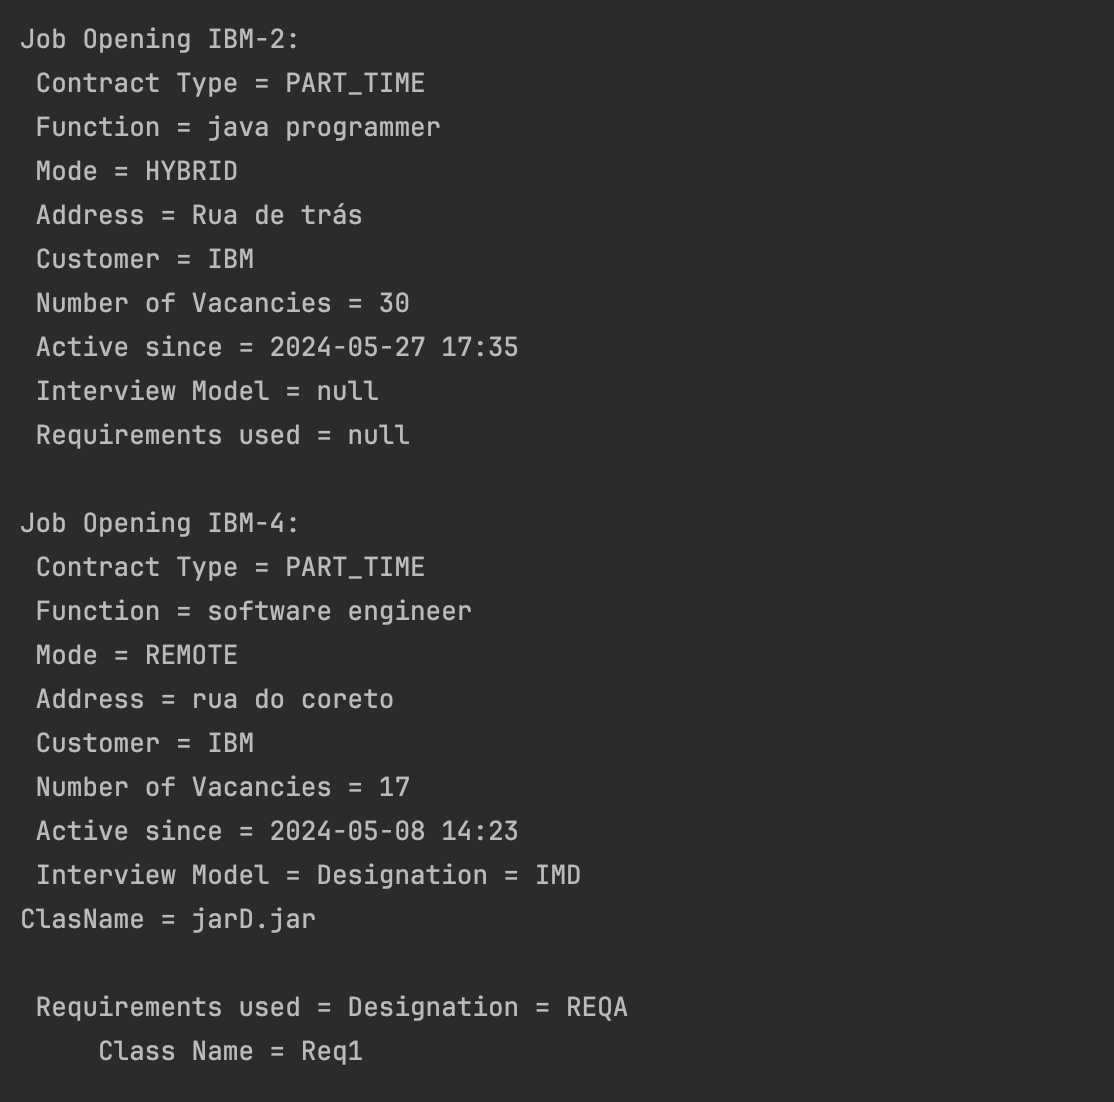 Job Opening IBM-2:
 Contract Type = PART_TIME
 Function = java programmer
 Mode = HYBRID
 Address = Rua de trás
 Customer = IBM
 Number of Vacancies = 30
 Active since = 2024-05-27 17:35
 Interview Model = null
 Requirements used = null

Job Opening IBM-4:
 Contract Type = PART_TIME
 Function = software engineer
 Mode = REMOTE
 Address = rua do coreto
 Customer = IBM
 Number of Vacancies = 17
 Active since = 2024-05-08 14:23
 Interview Model = Designation = IMD
ClasName = jarD.jar

 Requirements used = Designation = REQA
     Class Name = Req1